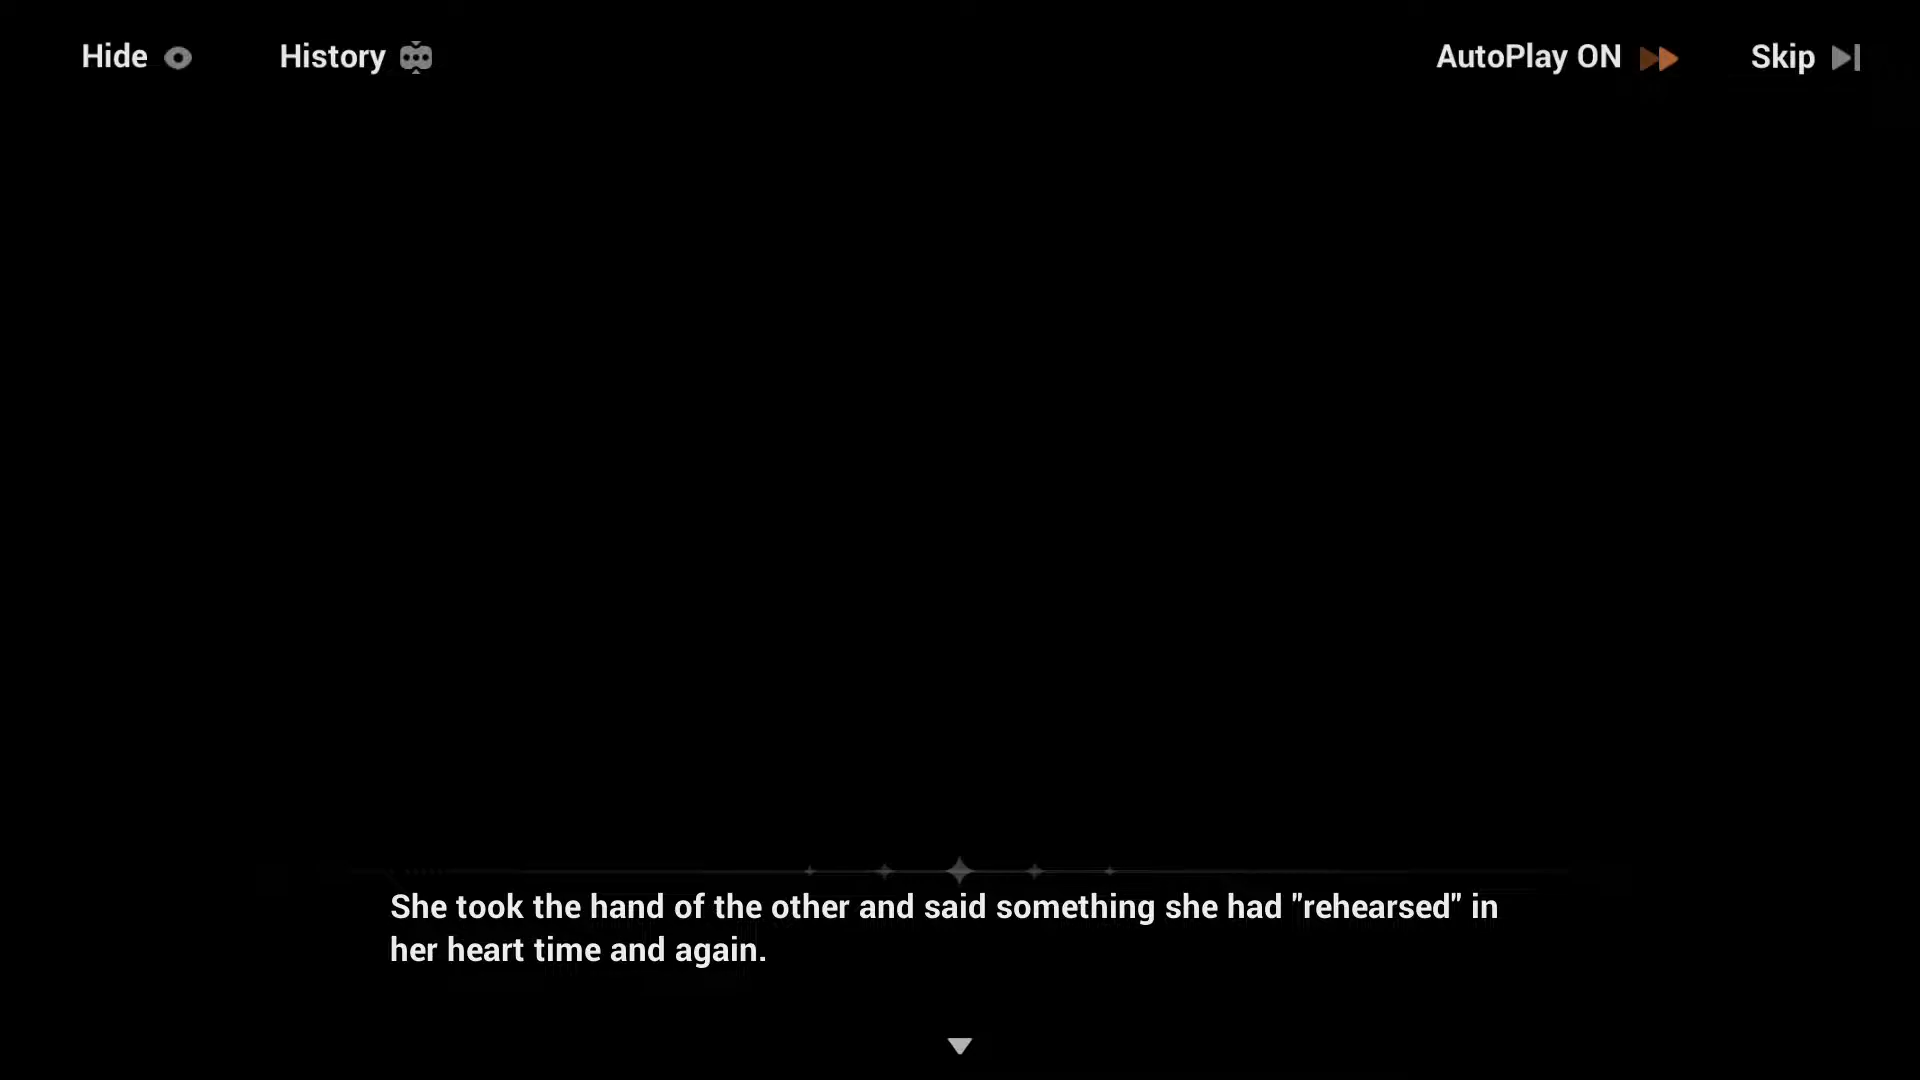 Hide
History
AutoPlay ON
Skip
She took the hand of the other and said something she had "rehearsed" in
her heart time and again.